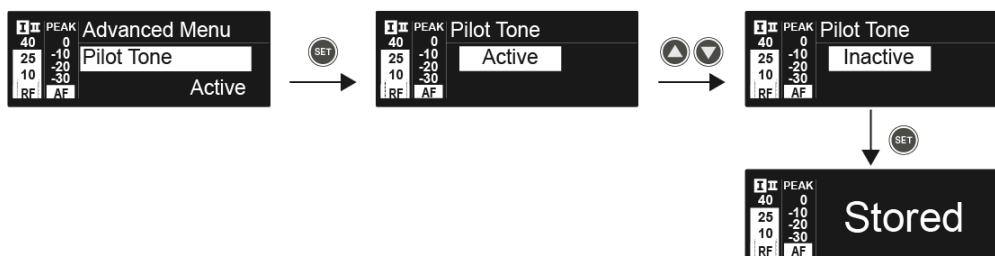 I II PEAK Advanced Menu
40 0
25 -10 Pilot Tone
-20
10 -30
RF AF Active
SET
I II PEAK Pilot Tone
40 0
25 -10 Active
-20
10 -30
RF AF
I II PEAK Pilot Tone
40 0
25 -10 Inactive
-20
10 -30
RF AF
SET
I II PEAK
40 0
25 -10 Stored
-20
10 -30
RF AF